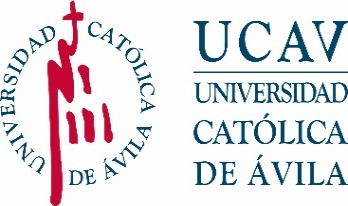 UNIVERSIDAD CATÓLICA DE ÁVILA
UCAV
UNIVERSIDAD
CATÓLICA
DE ÁVILA